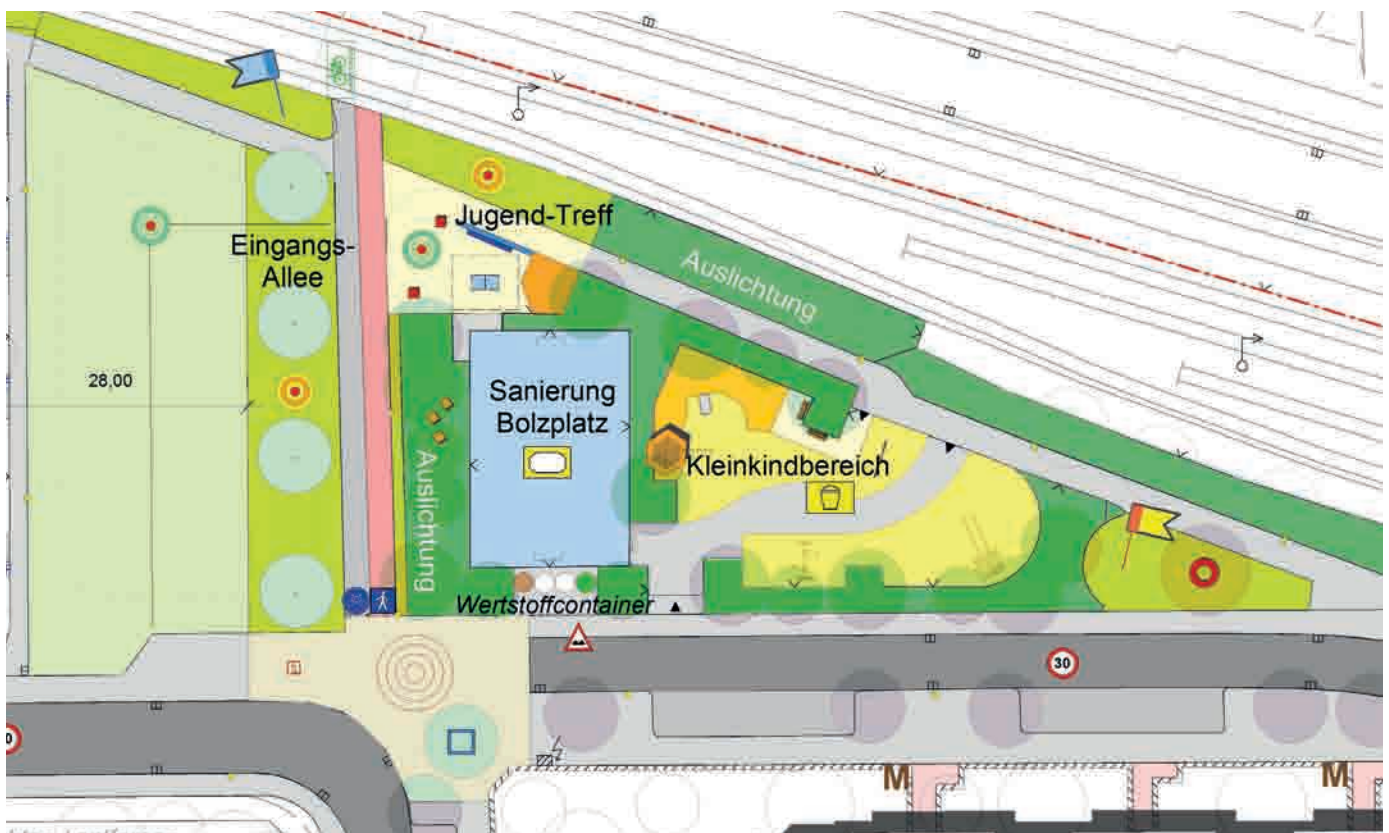 Jugend-Treff
Eingangs-
Allee
Auslichtung
28,00
Sanierung
Bolzplatz
Kleinkindbereich
Auslichtung
Wertstoffcontainer
30
M
M